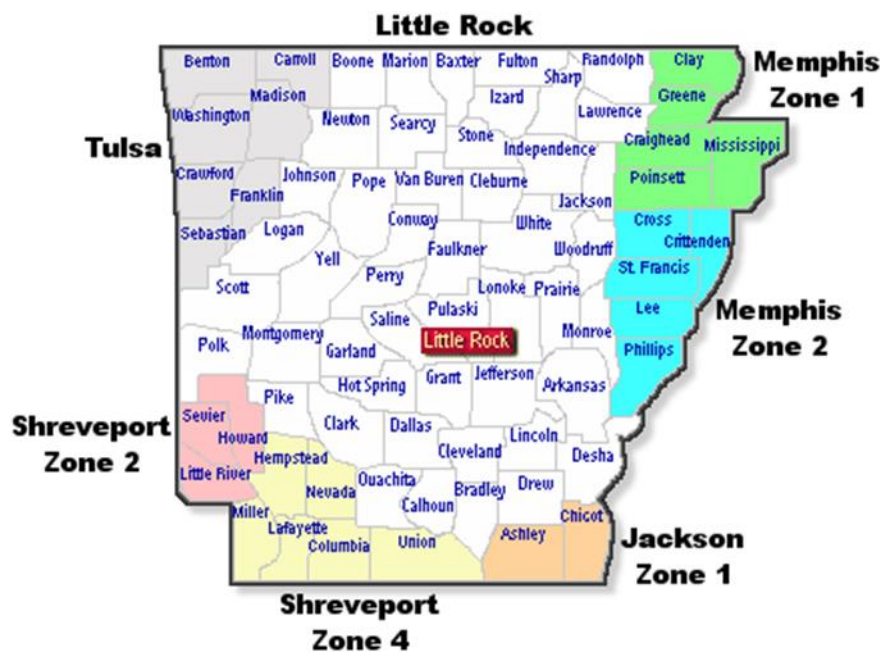 Little Rock
Benton Carroll Boone Marion Baxter Fulton Randolph Clay
Sharp
Memphis
Zone 1
Madison Izard Greene
Washington Newton Searcy Lawrence
Tulsa
Stone Independence Craighead Mississippi
Crawford Johnson Pope Van Buren Cleburne Poinsett
Franklin Jackson
Sebastian Logan Conway White Cross
Crittenden
Yell Faulkner Woodruff
St. Francis
Scott Perry Lonoke Prairie
Pulaski Lee
Memphis
Zone 2
Saline
Little Rock
Polk Montgomery Garland Monroe Phillips
Hot Spring Grant Jefferson Arkansas
Pike
Shreveport
Zone 2
Sevier Howard Clark Dallas Lincoln
Cleveland Desha
Little River Hempstead Ouachita
Nevada Calhoun Bradley Drew
Miller Chicot
Lafayette Columbia Union Ashley
Jackson
Zone 1
Shreveport
Zone 4